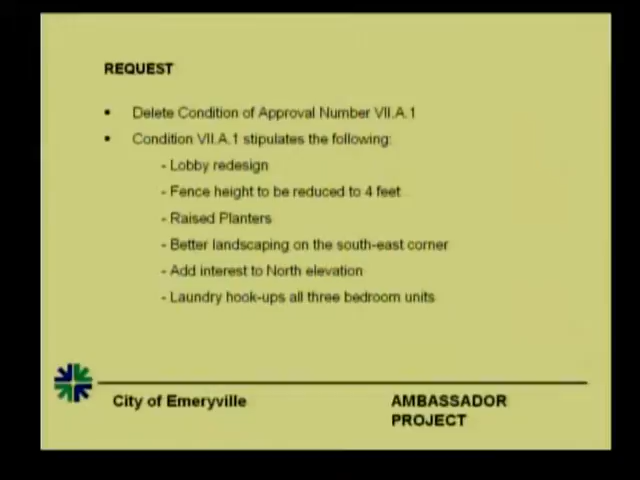 REQUEST
▪ Delete Condition of Approval Number VII.A.1
▪ Condition VII.A.1 stipulates the following:
- Lobby redesign
- Fence height to be reduced to 4 feet
- Raised Planters
- Better landscaping on the south-east corner
- Add interest to North elevation
- Laundry hook-ups all three bedroom units
City of Emeryville
AMBASSADOR
PROJECT